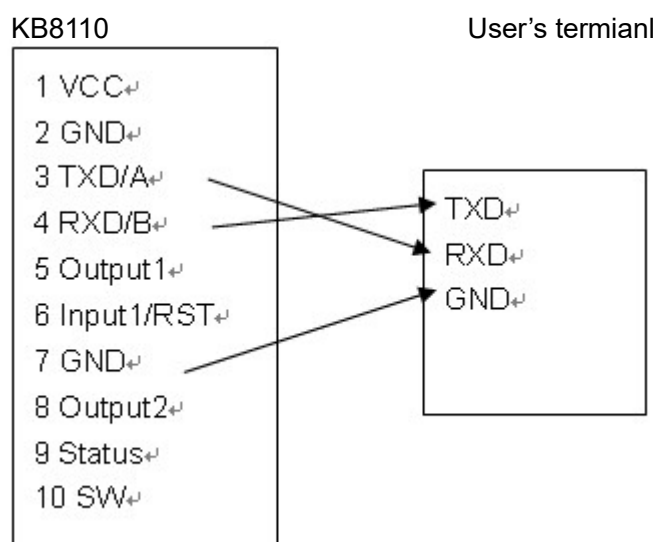 KB8110
User's termianl
1 VCC↵
2 GND↵
3 TXD/A↵
4 RXD/B↵
5 Output1↵
6 Input1/RST↵
7 GND↵
8 Output2↵
9 Status↵
10 SW↵
TXD↵
RXD↵
GND↵